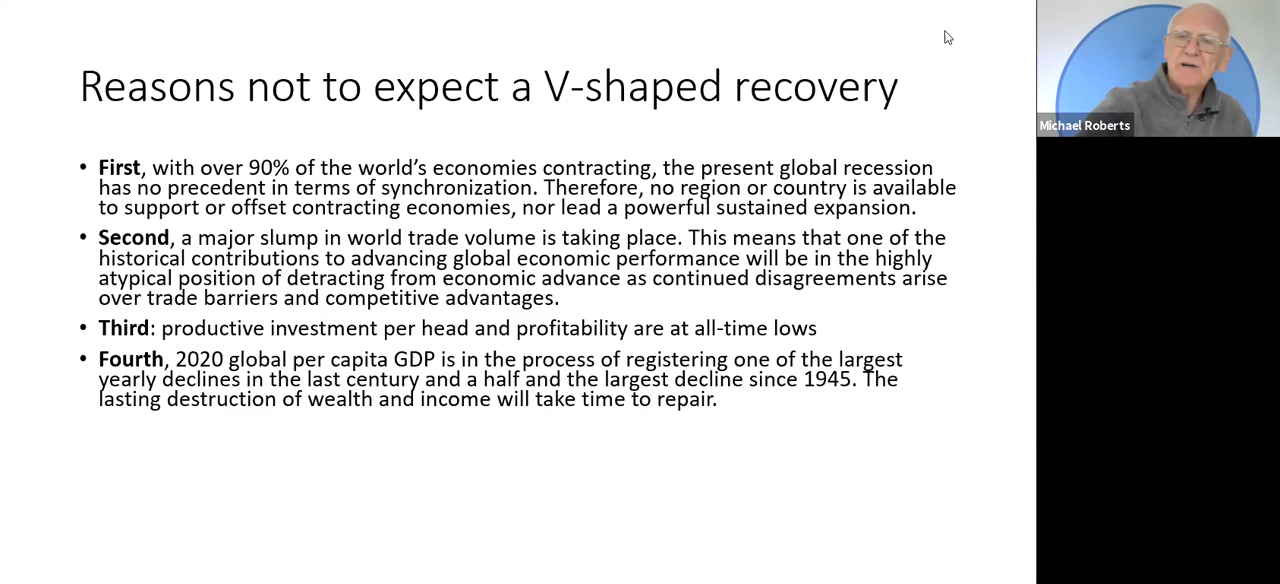 Reasons not to expect a V-shaped recovery
• First, with over 90% of the world’s economies contracting, the present global recession
has no precedent in terms of synchronization. Therefore, no region or country is available
to support or offset contracting economies, nor lead a powerful sustained expansion.
• Second, a major slump in world trade volume is taking place. This means that one of the
historical contributions to advancing global economic performance will be in the highly
atypical position of detracting from economic advance as continued disagreements arise
over trade barriers and competitive advantages.
• Third: productive investment per head and profitability are at all-time lows
• Fourth, 2020 global per capita GDP is in the process of registering one of the largest
yearly declines in the last century and a half and the largest decline since 1945. The
lasting destruction of wealth and income will take time to repair.
Michael Roberts